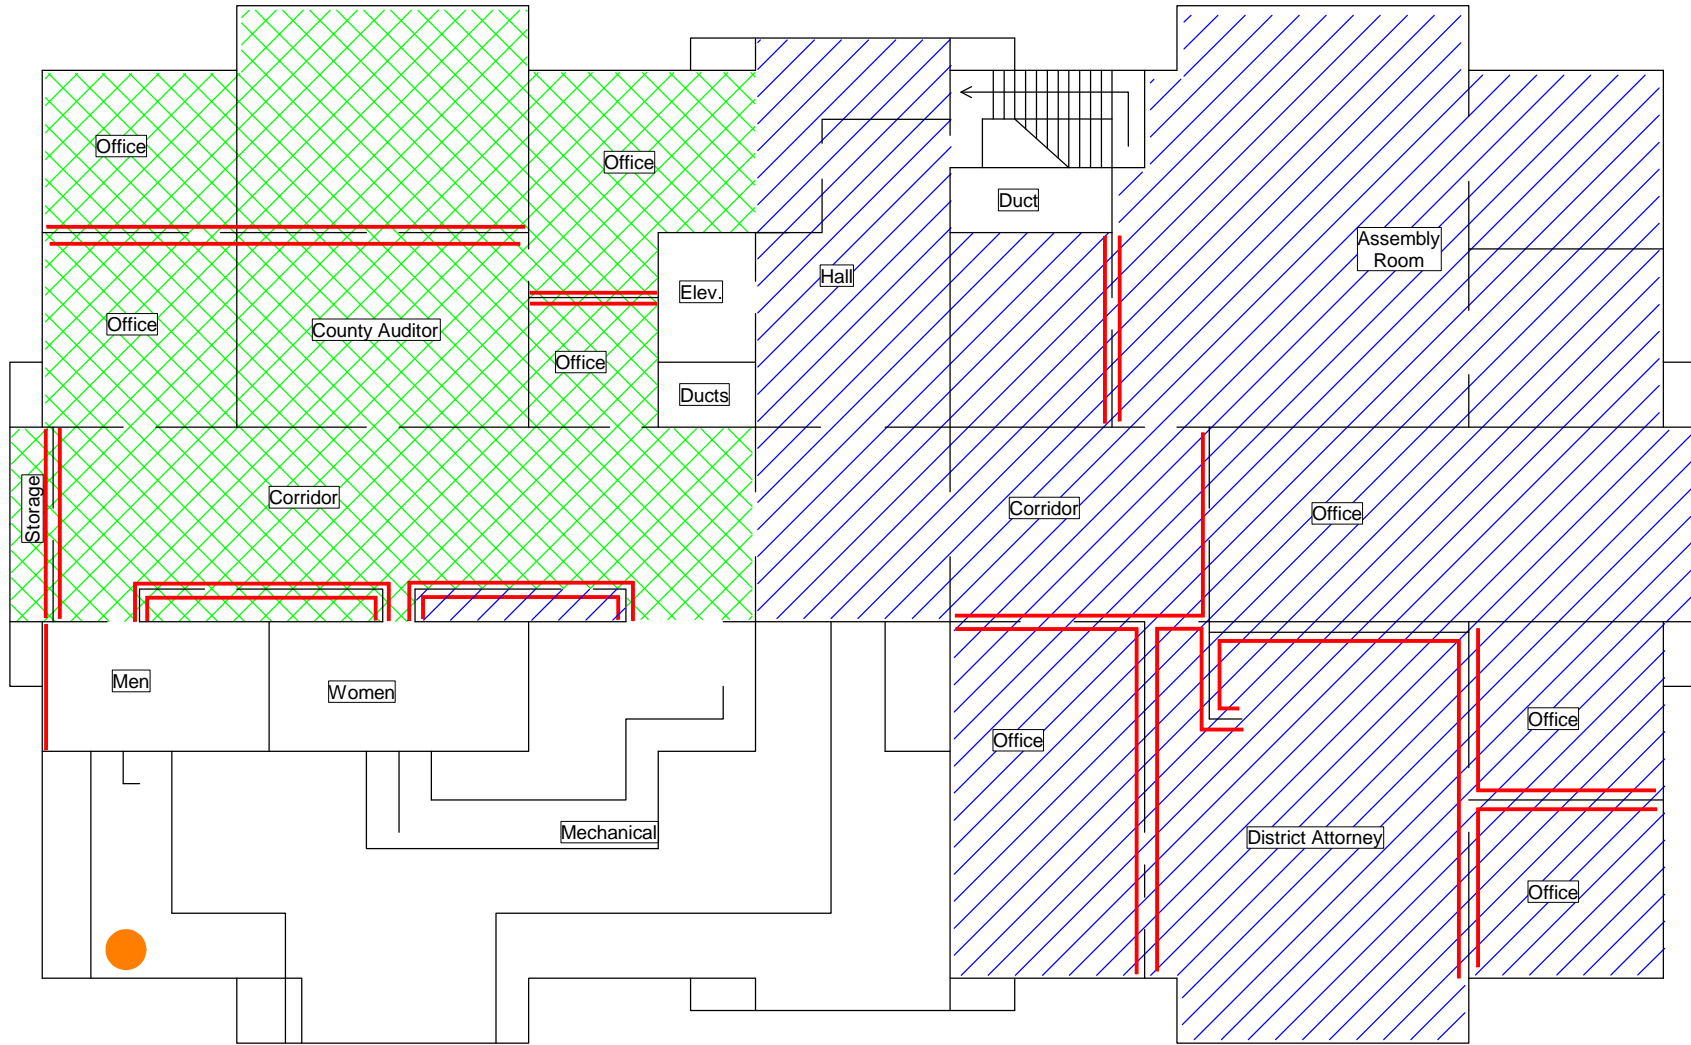 Office
Office
Duct
Assembly
Room
Hall
Elev.
Office
County Auditor
Office
Ducts
Storage
Corridor
Corridor
Office
Men
Women
Office
Office
Mechanical
District Attorney
Office